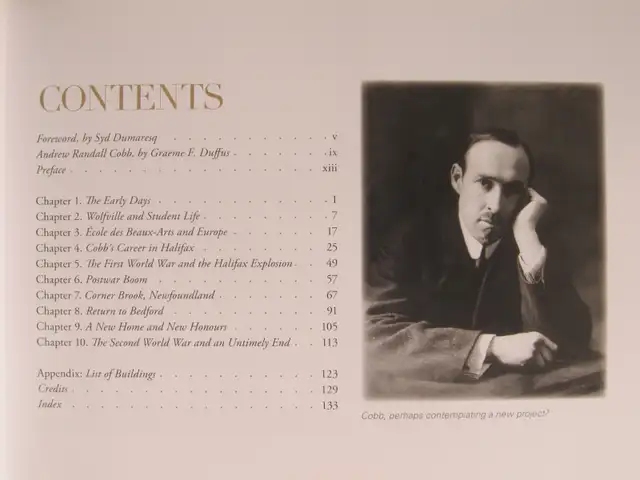 CONTENTS
Foreword, by Syd Dumaresq . . . . . . . . . . . v
Andrew Randall Cobb, by Graeme F. Duffus . . . . . . . ix
Preface . . . . . . . . . . . . . . . . . xiii
Chapter 1. The Early Days . . . . . . . . . . . . 1
Chapter 2. Wolfville and Student Life . . . . . . . . . 7
Chapter 3. École des Beaux-Arts and Europe . . . . . . . 17
Chapter 4. Cobb's Career in Halifax . . . . . . . . . 25
Chapter 5. The First World War and the Halifax Explosion . . 49
Chapter 6. Postwar Boom . . . . . . . . . . . . 57
Chapter 7. Corner Brook, Newfoundland . . . . . . . . 67
Chapter 8. Return to Bedford . . . . . . . . . . . 91
Chapter 9. A New Home and New Honours . . . . . . . 105
Chapter 10. The Second World War and an Untimely End . . 113
Appendix: List of Buildings . . . . . . . . . . . 123
Credits . . . . . . . . . . . . . . . . . 129
Index . . . . . . . . . . . . . . . . . 133
Cobb, perhaps contemplating a new project?